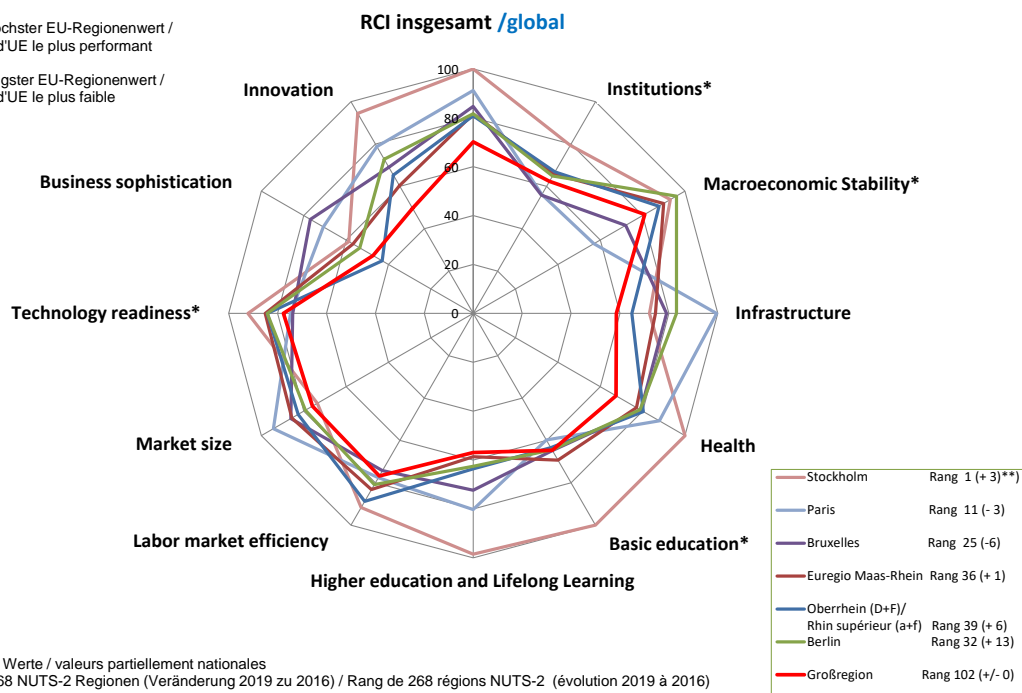 RCI insgesamt /global
ochster EU-Regionenwert /
d'UE le plus performant
gster EU-Regionenwert /
d'UE le plus faible
100
80
60
40
20
0
Innovation
Institutions*
Business sophistication
Macroeconomic Stability*
Technology readiness*
Infrastructure
Market size
Health
Labor market efficiency
Basic education*
Higher education and Lifelong Learning
Stockholm Rang 1 (+ 3)**)
Paris Rang 11 (- 3)
Bruxelles Rang 25 (-6)
Euregio Maas-Rhein Rang 36 (+ 1)
Oberrhein (D+F)/
Rhin supérieur (a+f) Rang 39 (+ 6)
Berlin Rang 32 (+ 13)
Großregion Rang 102 (+/- 0)
Werte / valeurs partiellement nationales
68 NUTS-2 Regionen (Veränderung 2019 zu 2016) / Rang de 268 régions NUTS-2 (évolution 2019 à 2016)